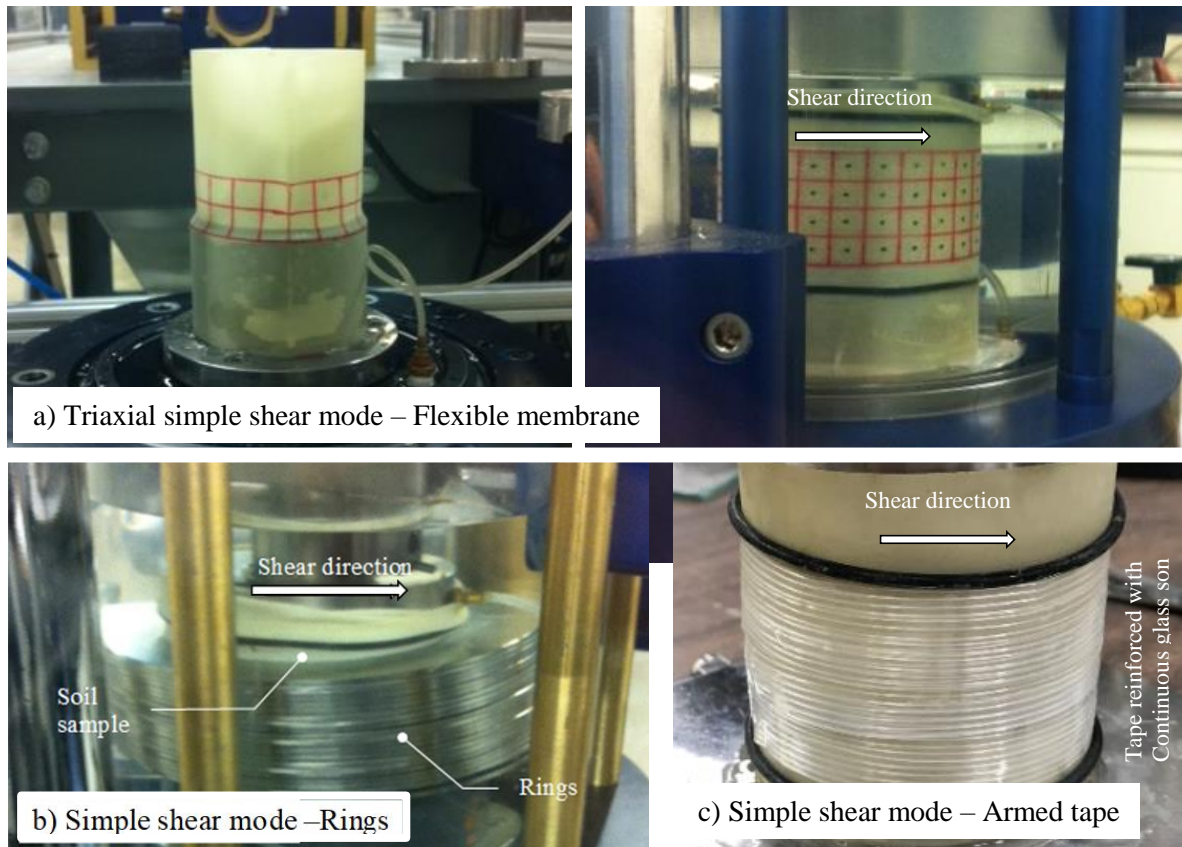 Shear direction
a) Triaxial simple shear mode – Flexible membrane
Shear direction
Soil
sample
Rings
b) Simple shear mode –Rings
Shear direction
Tape reinforced with
Continuous glass son
c) Simple shear mode – Armed tape